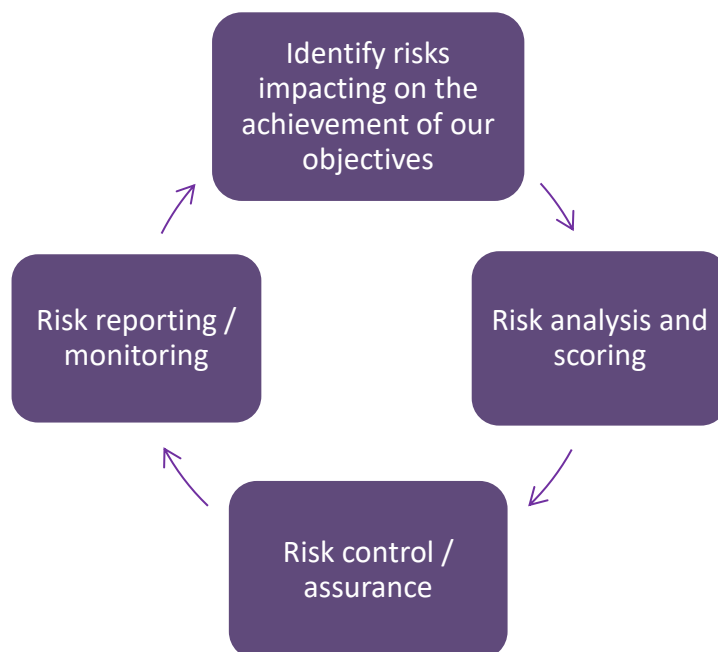 Identify risks
impacting on the
achievement of our
objectives
Risk analysis and
scoring
Risk control /
assurance
Risk reporting /
monitoring